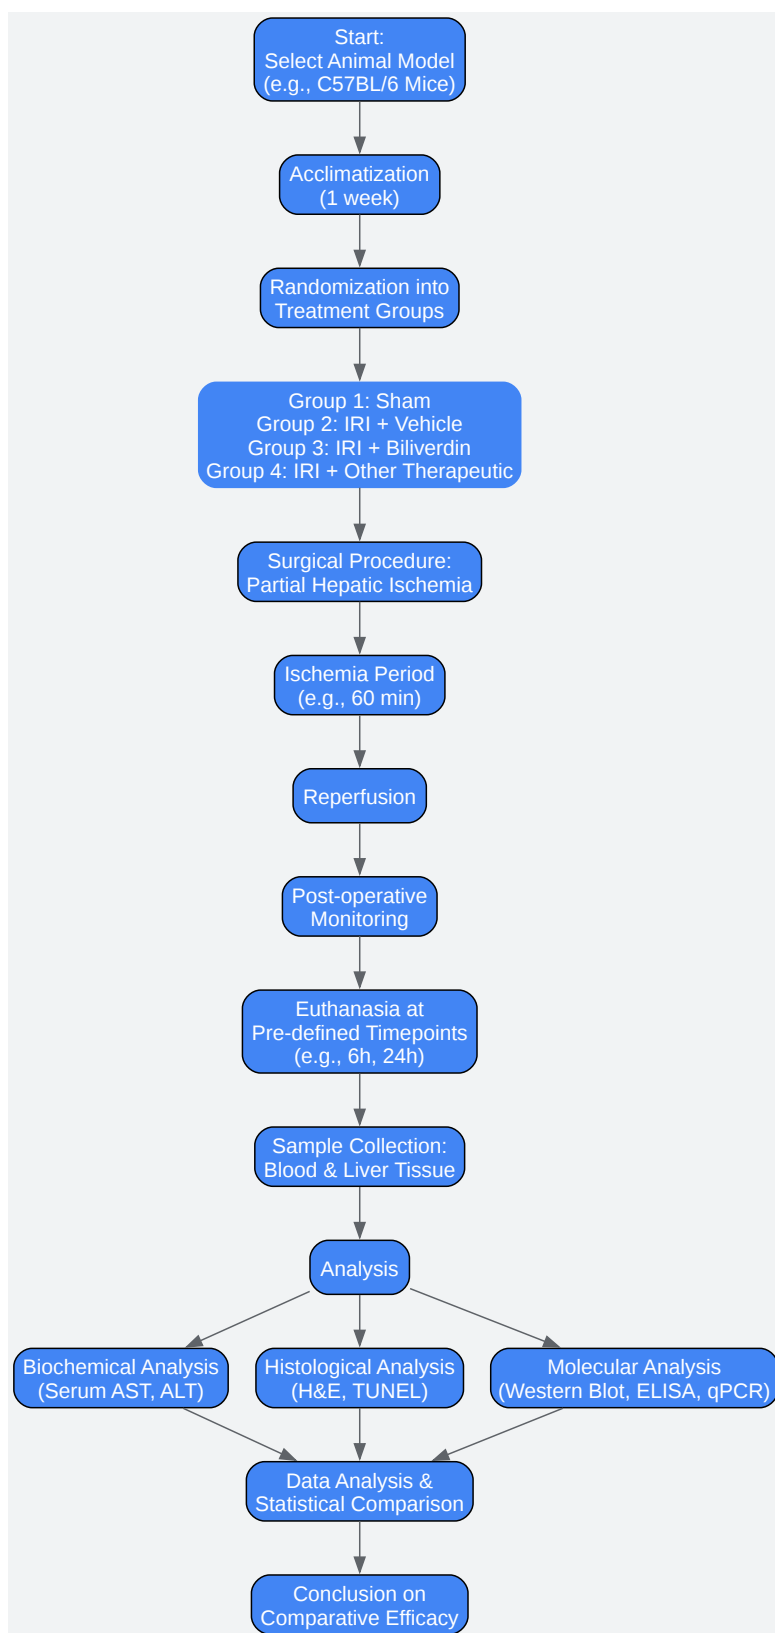 Start:
Select Animal Model
(e.g., C57BL/6 Mice)
Acclimatization
(1 week)
Randomization into
Treatment Groups
Group 1: Sham
Group 2: IRI + Vehicle
Group 3: IRI + Biliverdin
Group 4: IRI + Other Therapeutic
Surgical Procedure:
Partial Hepatic Ischemia
Ischemia Period
(e.g., 60 min)
Reperfusion
Post-operative
Monitoring
Euthanasia at
Pre-defined Timepoints
(e.g., 6h, 24h)
Sample Collection:
Blood & Liver Tissue
Analysis
Biochemical Analysis
(Serum AST, ALT)
Histological Analysis
(H&E, TUNEL)
Molecular Analysis
(Western Blot, ELISA, qPCR)
Data Analysis &
Statistical Comparison
Conclusion on
Comparative Efficacy